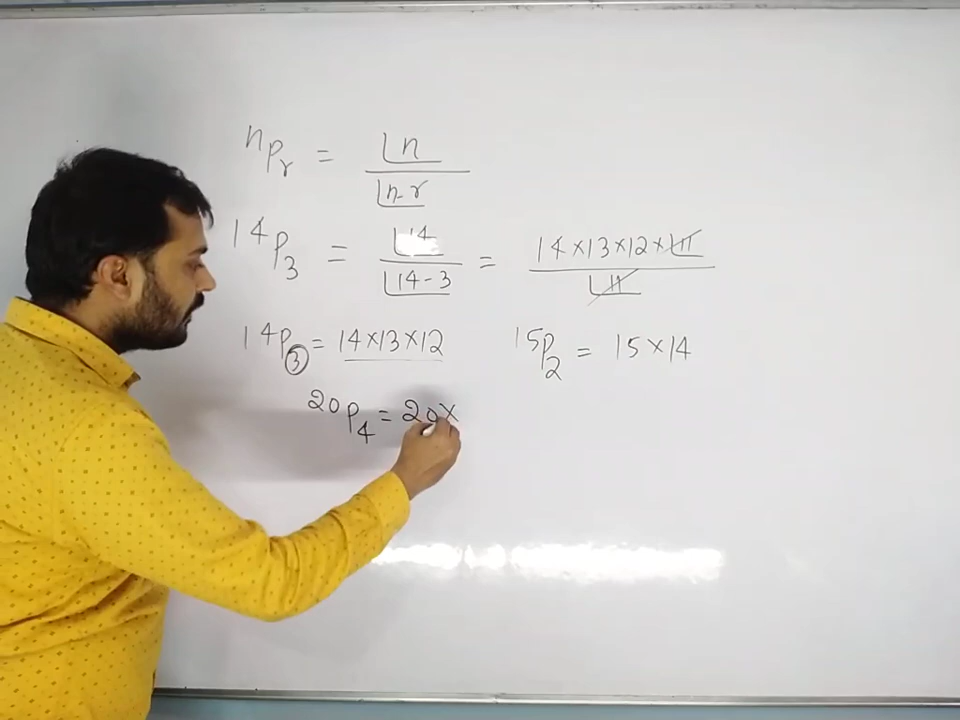 nPr = ⌊n / ⌊n-r
14P3 = ⌊14 / ⌊14-3 = 14×13×12×⌊11 / ⌊11
14P3 = 14×13×12 15P2 = 15×14
20P4 = 20×